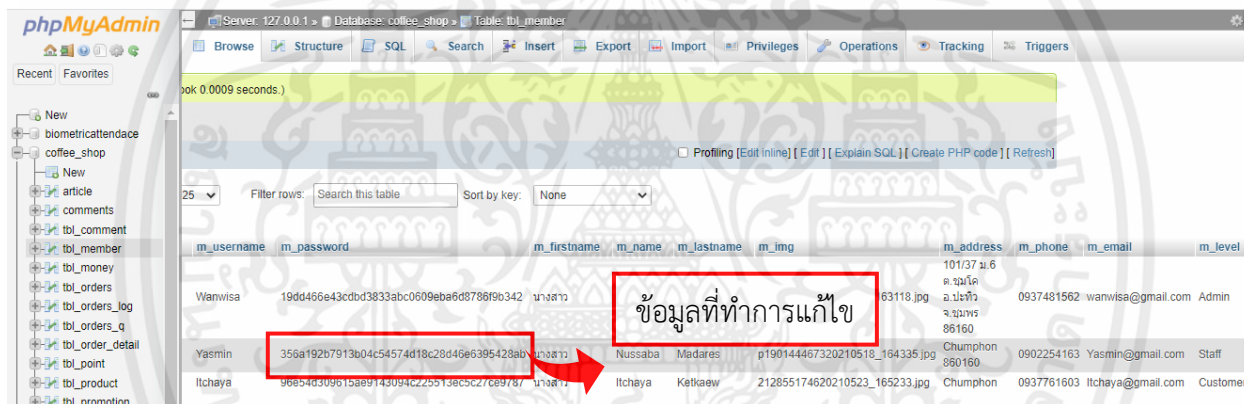 phpMyAdmin
Server: 127.0.0.1 » Database: coffee_shop » Table: tbl_member
Browse Structure SQL Search Insert Export Import Privileges Operations Tracking Triggers
Recent Favorites
ook 0.0009 seconds.)
New
biometricattendace
coffee_shop
New
article
comments
tbl_comment
tbl_member
tbl_money
tbl_orders
tbl_orders_log
tbl_orders_q
tbl_order_detail
tbl_point
tbl_product
tbl_promotion
Profiling [Edit inline] [ Edit ] [ Explain SQL ] [ Create PHP code ] [ Refresh]
25 Filter rows: Search this table Sort by key: None
m_username m_password m_firstname m_name m_lastname m_img m_address m_phone m_email m_level
Wanwisa 19dd466e43cdbd3833abc0609eba6d8786f9b342 นางสาว 63118.jpg 101/37 ม.6 ต.ชุมโค อ.ปะทิว จ.ชุมพร 86160 0937481562 wanwisa@gmail.com Admin
ข้อมูลที่ทำการแก้ไข
Yasmin 356a192b7913b04c54574d18c28d46e6395428ab นางสาว Nussaba Madares p190144467320210518_164335.jpg Chumphon 860160 0902254163 Yasmin@gmail.com Staff
Itchaya 96e54d309615ae9143094c225513ec5c27ce9787 นางสาว Itchaya Ketkaew 212855174620210523_165233.jpg Chumphon 0937761603 Itchaya@gmail.com Customer